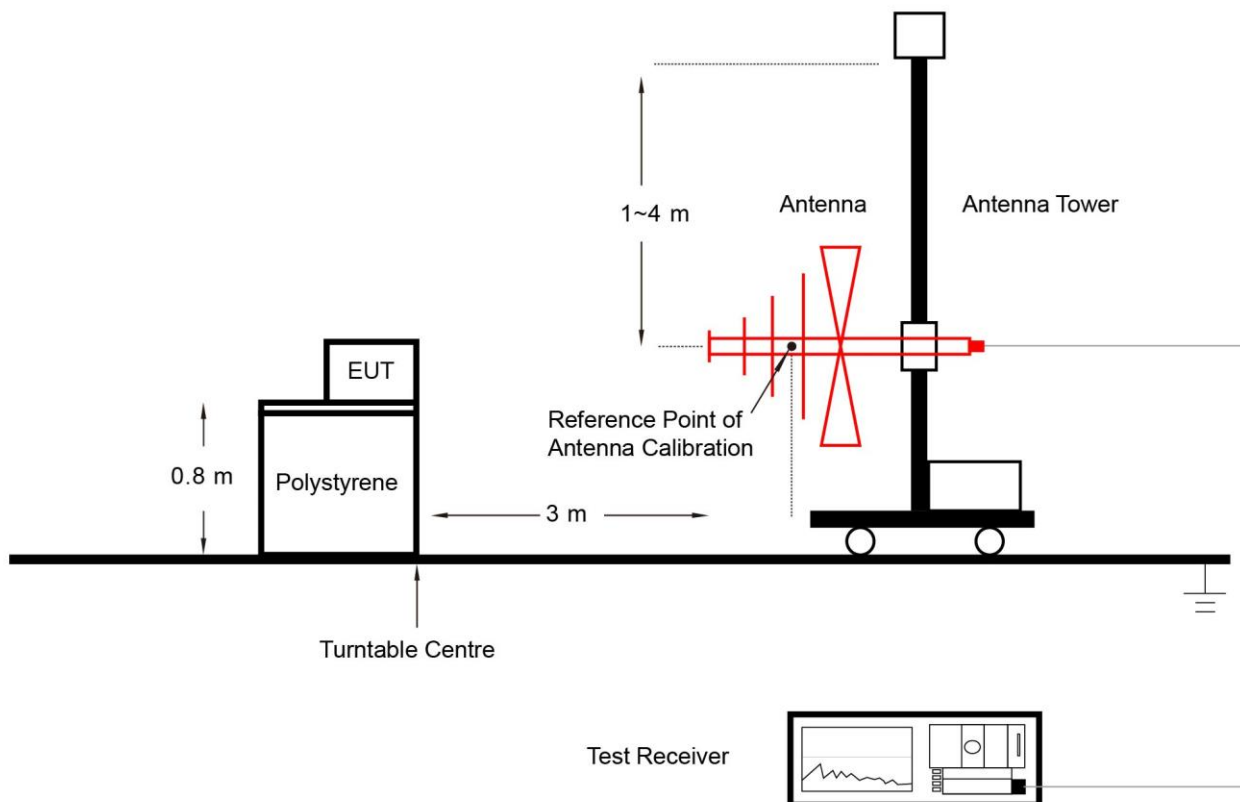 1~4 m
Antenna
Antenna Tower
EUT
Reference Point of
Antenna Calibration
0.8 m
Polystyrene
3 m
Turntable Centre
Test Receiver